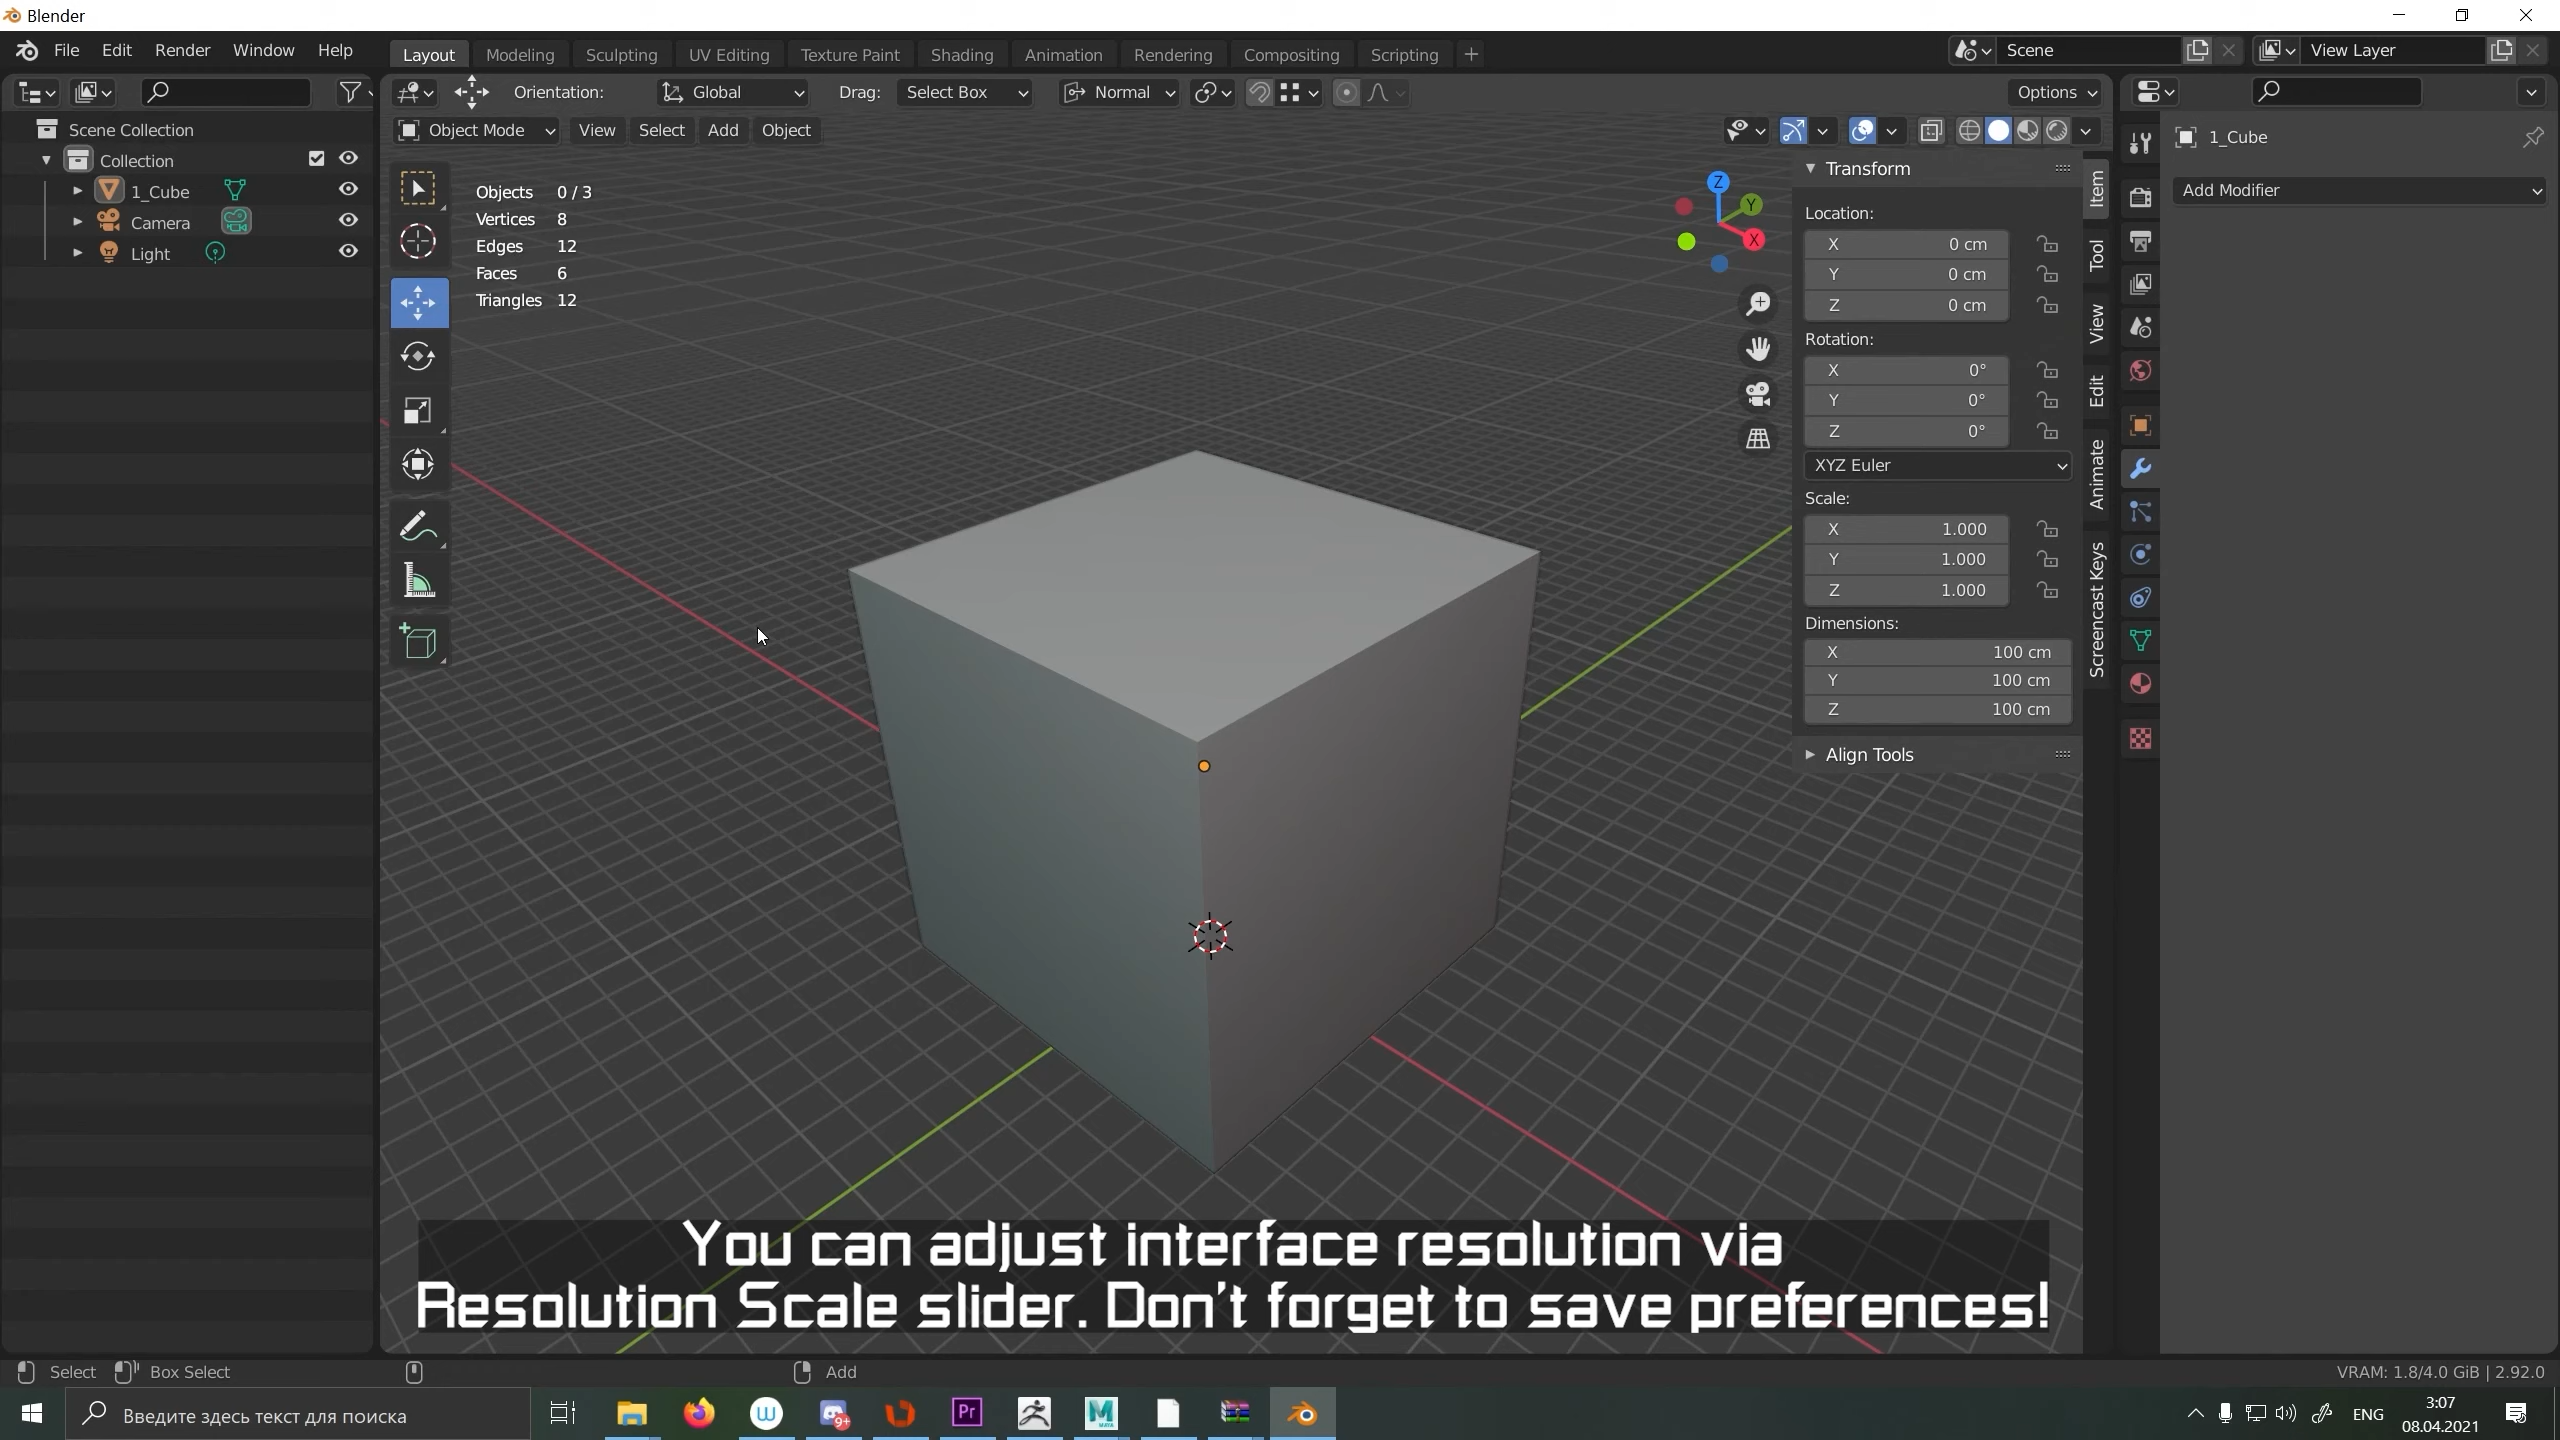 Blender
File Edit Render Window Help
Layout Modeling Sculpting UV Editing Texture Paint Shading Animation Rendering Compositing Scripting +
Scene
View Layer
Orientation: Global Drag: Select Box Normal
Options
Scene Collection
Collection
1_Cube
Camera
Light
Object Mode View Select Add Object
Objects 0 / 3
Vertices 8
Edges 12
Faces 6
Triangles 12
Z
Y
X
Transform
Location:
X 0 cm
Y 0 cm
Z 0 cm
Rotation:
X 0°
Y 0°
Z 0°
XYZ Euler
Scale:
X 1.000
Y 1.000
Z 1.000
Dimensions:
X 100 cm
Y 100 cm
Z 100 cm
Align Tools
Item
Tool
View
Edit
Animate
Screencast Keys
1_Cube
Add Modifier
You can adjust interface resolution via
Resolution Scale slider. Don't forget to save preferences!
Select Box Select Add
VRAM: 1.8/4.0 GiB | 2.92.0
Введите здесь текст для поиска
W
9+
Pr
M
MAYA
ENG
3:07
08.04.2021